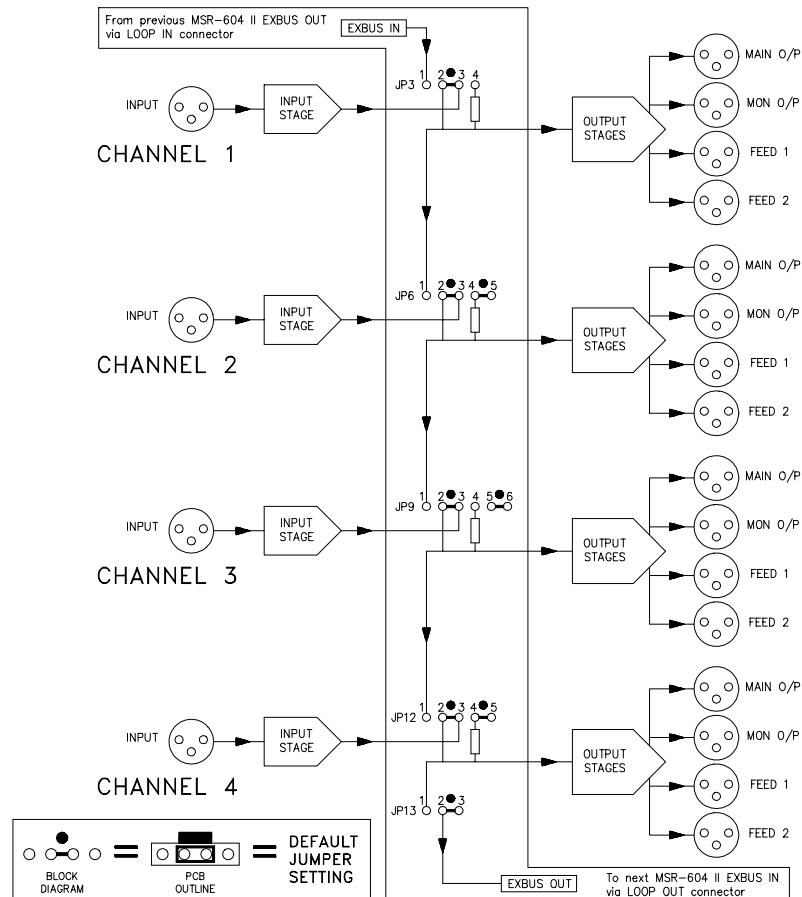 From previous MSR-604 II EXBUS OUT
via LOOP IN connector
EXBUS IN
JP3 1 2 3 4
INPUT
INPUT
STAGE
CHANNEL 1
OUTPUT
STAGES
MAIN O/P
MON O/P
FEED 1
FEED 2
JP6 1 2 3 4 5
INPUT
INPUT
STAGE
CHANNEL 2
OUTPUT
STAGES
MAIN O/P
MON O/P
FEED 1
FEED 2
JP9 1 2 3 4 5 6
INPUT
INPUT
STAGE
CHANNEL 3
OUTPUT
STAGES
MAIN O/P
MON O/P
FEED 1
FEED 2
JP12 1 2 3 4 5
INPUT
INPUT
STAGE
CHANNEL 4
OUTPUT
STAGES
MAIN O/P
MON O/P
FEED 1
FEED 2
JP13 1 2 3
BLOCK
DIAGRAM
=
PCB
OUTLINE
=
DEFAULT
JUMPER
SETTING
EXBUS OUT
To next MSR-604 II EXBUS IN
via LOOP OUT connector